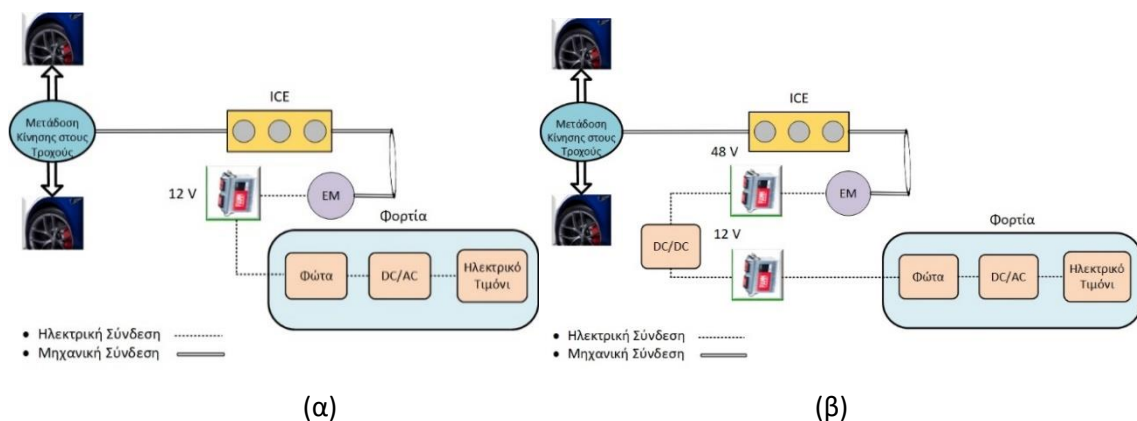 ICE
Μετάδοση
Κίνησης στους
Τροχούς
12 V
EM
Φορτία
Φώτα
DC/AC
Ηλεκτρικό
Τιμόνι
• Ηλεκτρική Σύνδεση
• Μηχανική Σύνδεση
(α)
ICE
Μετάδοση
Κίνησης στους
Τροχούς
48 V
EM
DC/DC
12 V
Φορτία
Φώτα
DC/AC
Ηλεκτρικό
Τιμόνι
• Ηλεκτρική Σύνδεση
• Μηχανική Σύνδεση
(β)